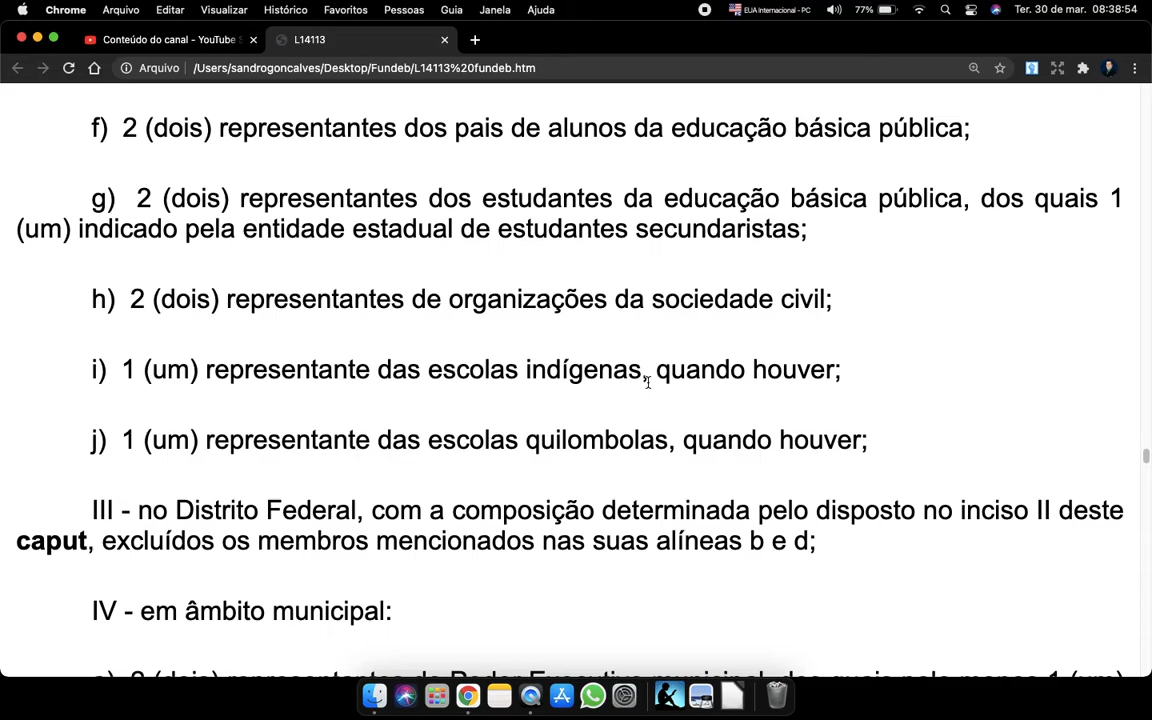 Chrome Arquivo Editar Visualizar Histórico Favoritos Pessoas Guia Janela Ajuda EUA Internacional - PC 77% Ter. 30 de mar. 08:38:54
Conteúdo do canal - YouTube S L14113
Arquivo /Users/sandrogoncalves/Desktop/Fundeb/L14113%20fundeb.htm
f) 2 (dois) representantes dos pais de alunos da educação básica pública;
g) 2 (dois) representantes dos estudantes da educação básica pública, dos quais 1
(um) indicado pela entidade estadual de estudantes secundaristas;
h) 2 (dois) representantes de organizações da sociedade civil;
i) 1 (um) representante das escolas indígenas, quando houver;
j) 1 (um) representante das escolas quilombolas, quando houver;
III - no Distrito Federal, com a composição determinada pelo disposto no inciso II deste
caput, excluídos os membros mencionados nas suas alíneas b e d;
IV - em âmbito municipal: